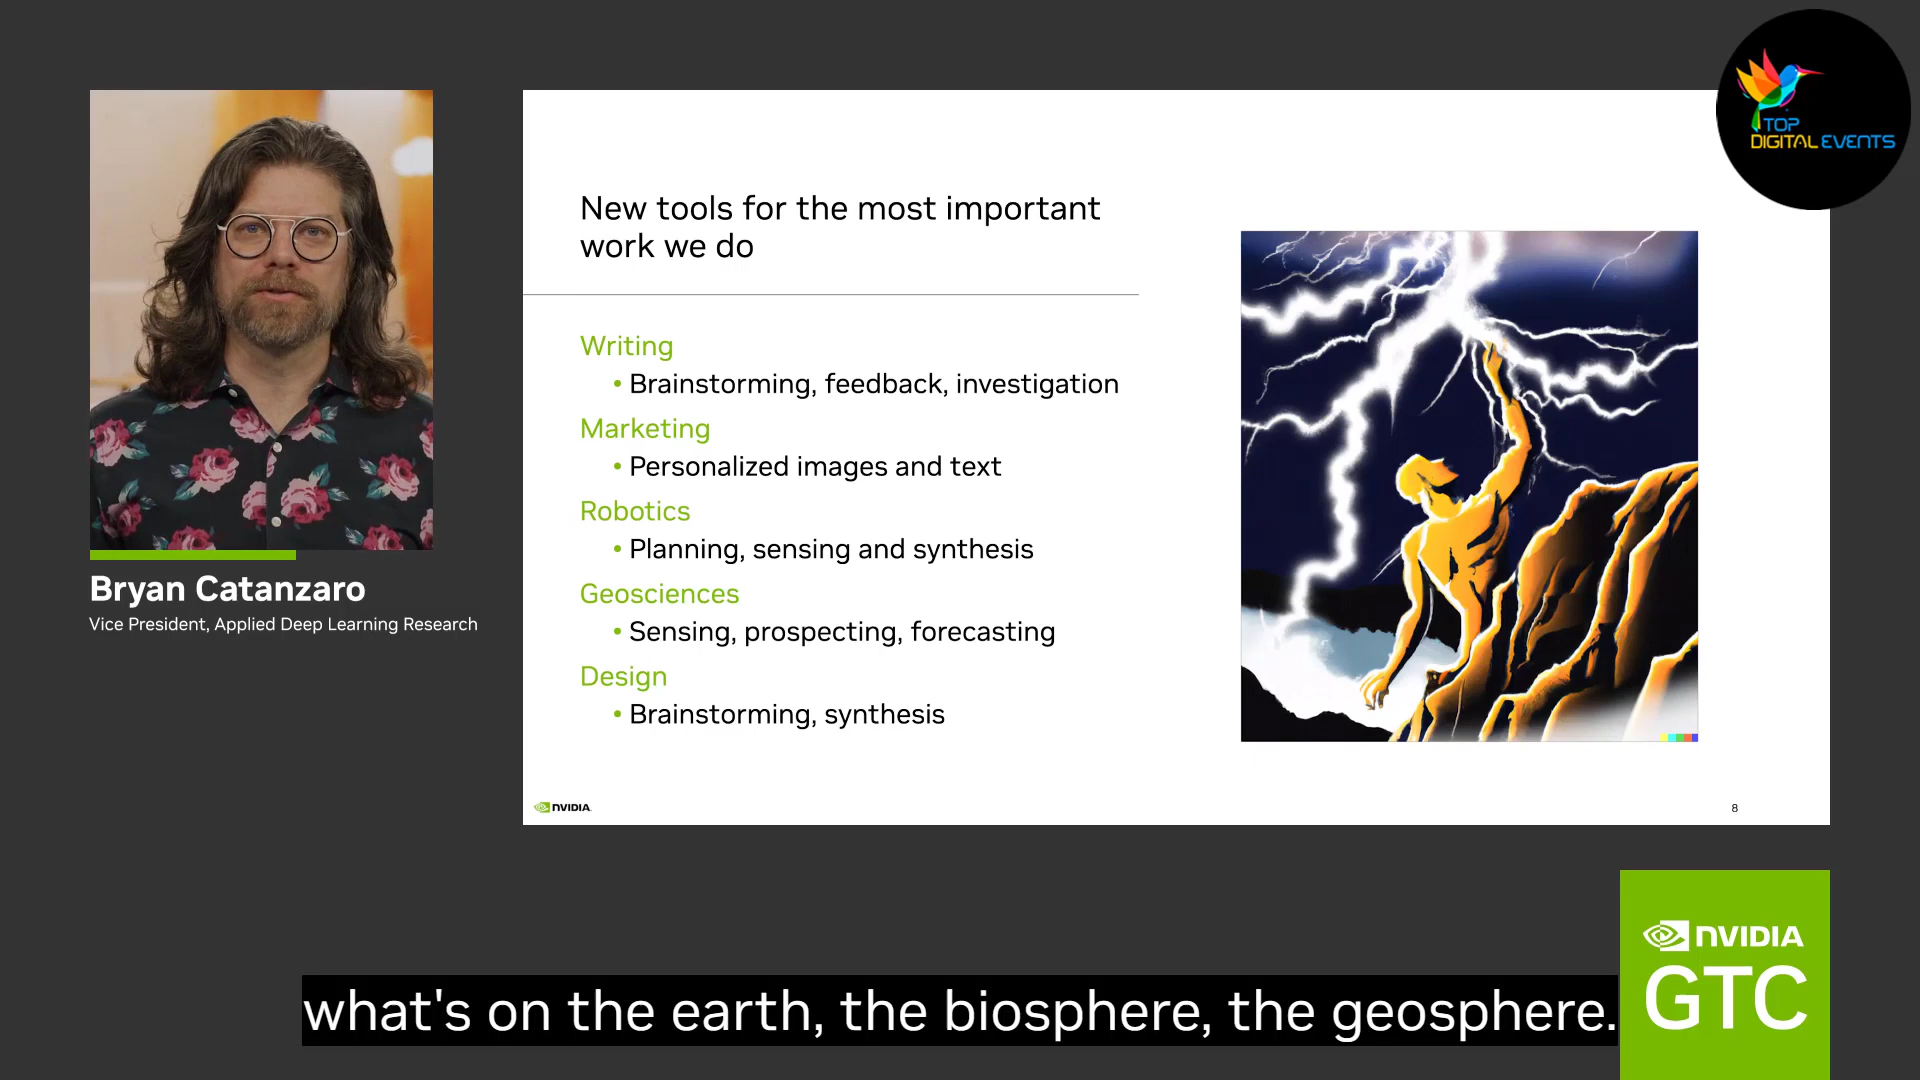 TOP
DIGITAL EVENTS
New tools for the most important
work we do
Writing
• Brainstorming, feedback, investigation
Marketing
• Personalized images and text
Robotics
• Planning, sensing and synthesis
Geosciences
• Sensing, prospecting, forecasting
Design
• Brainstorming, synthesis
NVIDIA
8
Bryan Catanzaro
Vice President, Applied Deep Learning Research
what's on the earth, the biosphere, the geosphere.
NVIDIA
GTC